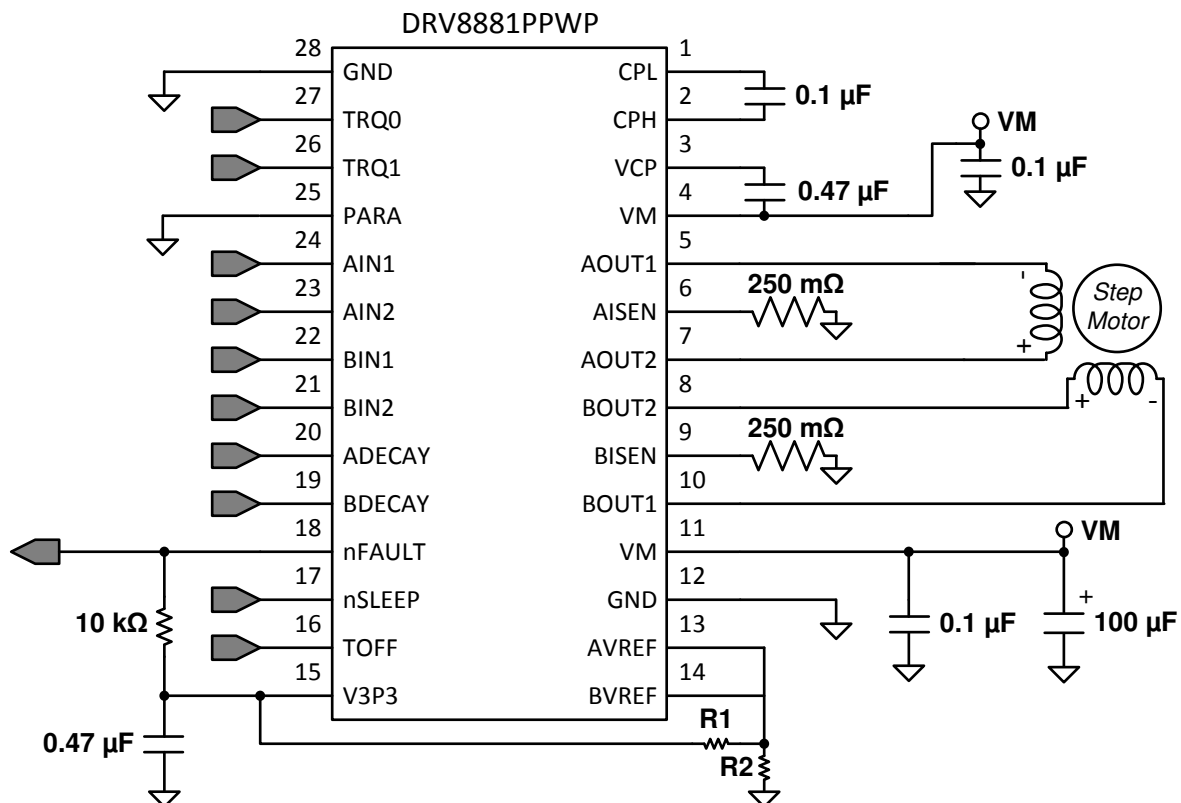 DRV8881PPWP
28 GND CPL 1
27 TRQ0 CPH 2
0.1 µF
26 TRQ1 VCP 3
VM
0.1 µF
25 PARA VM 4
0.47 µF
24 AIN1 AOUT1 5
23 AIN2 AISEN 6
250 mΩ
-
+
Step
Motor
22 BIN1 AOUT2 7
21 BIN2 BOUT2 8
+ -
20 ADECAY BISEN 9
250 mΩ
19 BDECAY BOUT1 10
18 nFAULT VM 11
VM
17 nSLEEP GND 12
10 kΩ
16 TOFF AVREF 13
0.1 µF
+
100 µF
15 V3P3 BVREF 14
0.47 µF
R1
R2